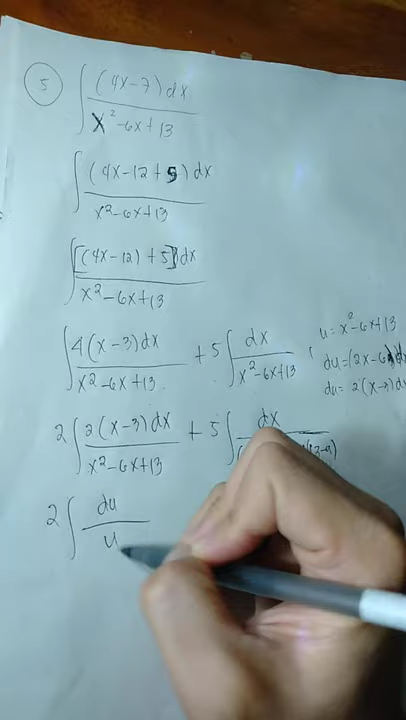 5 ∫ (4x-7)dx / x²-6x+13
∫ (4x-12+5)dx / x²-6x+13
∫ [(4x-12)+5]dx / x²-6x+13
∫ 4(x-3)dx / x²-6x+13 + 5 ∫ dx / x²-6x+13
u = x²-6x+13
du = (2x-6)dx
du = 2(x-3)dx
2 ∫ 2(x-3)dx / x²-6x+13 + 5 ∫ dx / (13-9)
2 ∫ du / u